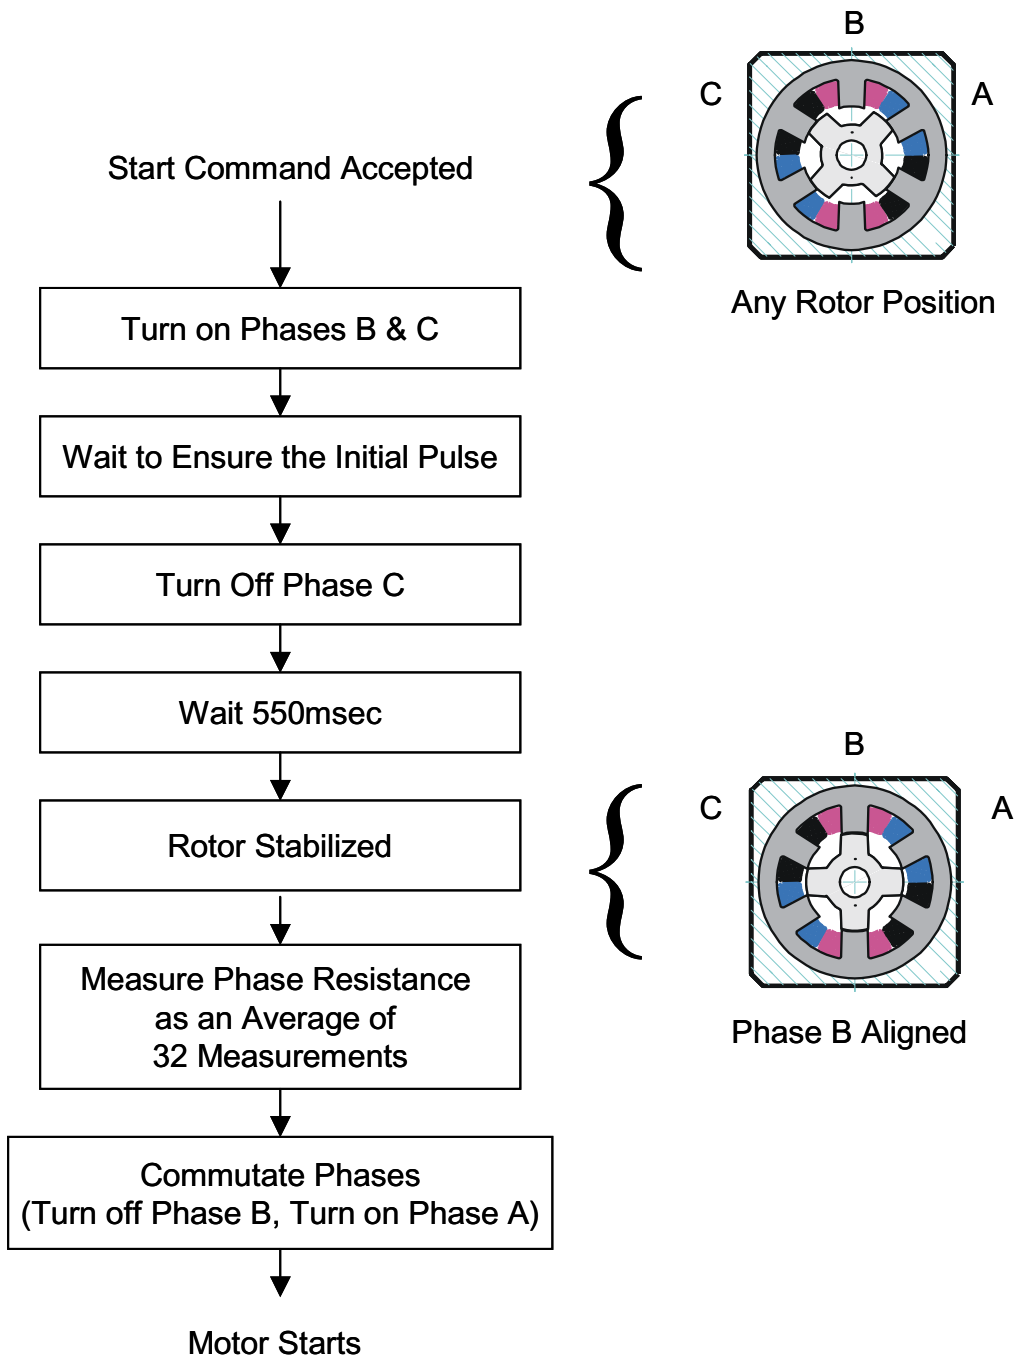 B
C
A
Start Command Accepted
Any Rotor Position
Turn on Phases B & C
Wait to Ensure the Initial Pulse
Turn Off Phase C
Wait 550msec
B
C
A
Rotor Stabilized
Measure Phase Resistance
as an Average of
32 Measurements
Phase B Aligned
Commutate Phases
(Turn off Phase B, Turn on Phase A)
Motor Starts